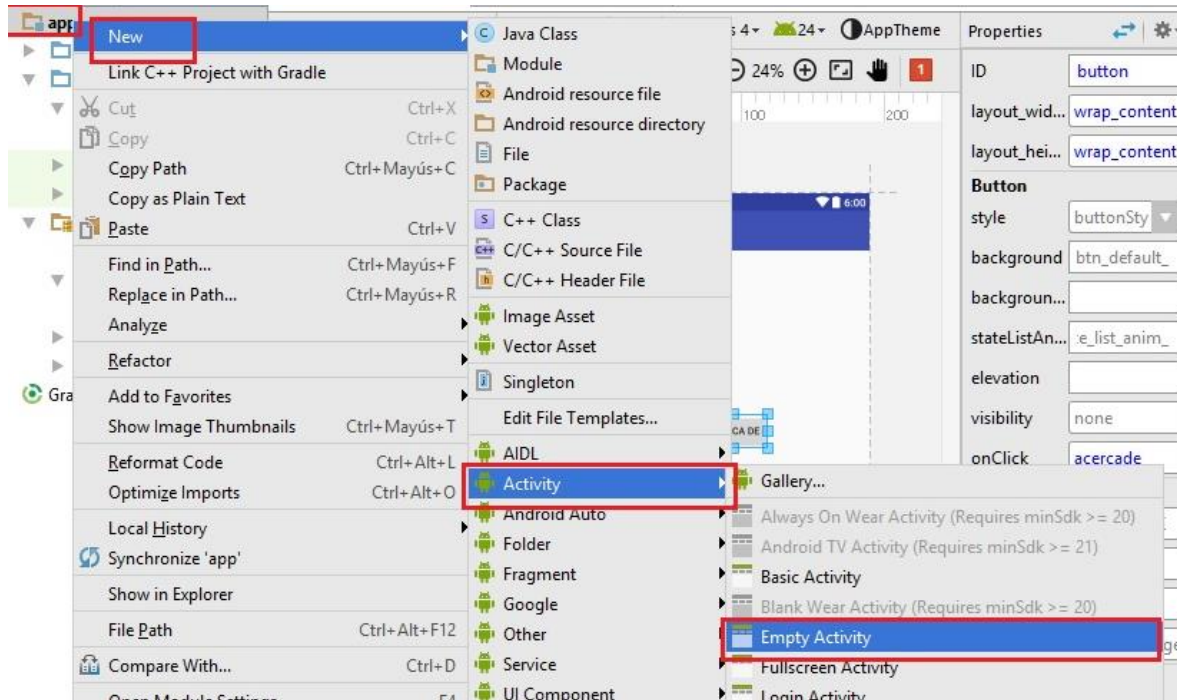 app
New
Link C++ Project with Gradle
Cut Ctrl+X
Copy Ctrl+C
Copy Path Ctrl+Mayús+C
Copy as Plain Text
Paste Ctrl+V
Find in Path... Ctrl+Mayús+F
Replace in Path... Ctrl+Mayús+R
Analyze
Refactor
Add to Favorites
Show Image Thumbnails Ctrl+Mayús+T
Reformat Code Ctrl+Alt+L
Optimize Imports Ctrl+Alt+O
Local History
Synchronize 'app'
Show in Explorer
File Path Ctrl+Alt+F12
Compare With... Ctrl+D
Open Module Settings F4
Gra
Java Class
Module
Android resource file
Android resource directory
File
Package
C++ Class
C/C++ Source File
C/C++ Header File
Image Asset
Vector Asset
Singleton
Edit File Templates...
AIDL
Activity
Android Auto
Folder
Fragment
Google
Other
Service
UI Component
Gallery...
Always On Wear Activity (Requires minSdk >= 20)
Android TV Activity (Requires minSdk >= 21)
Basic Activity
Blank Wear Activity (Requires minSdk >= 20)
Empty Activity
Fullscreen Activity
Login Activity
s 4 24 AppTheme
24% 1
100 200
6:00
CA DE
Properties
ID button
layout_wid... wrap_content
layout_hei... wrap_content
Button
style buttonSty
background btn_default_
backgroun...
stateListAn... e_list_anim_
elevation
visibility none
onClick acercade